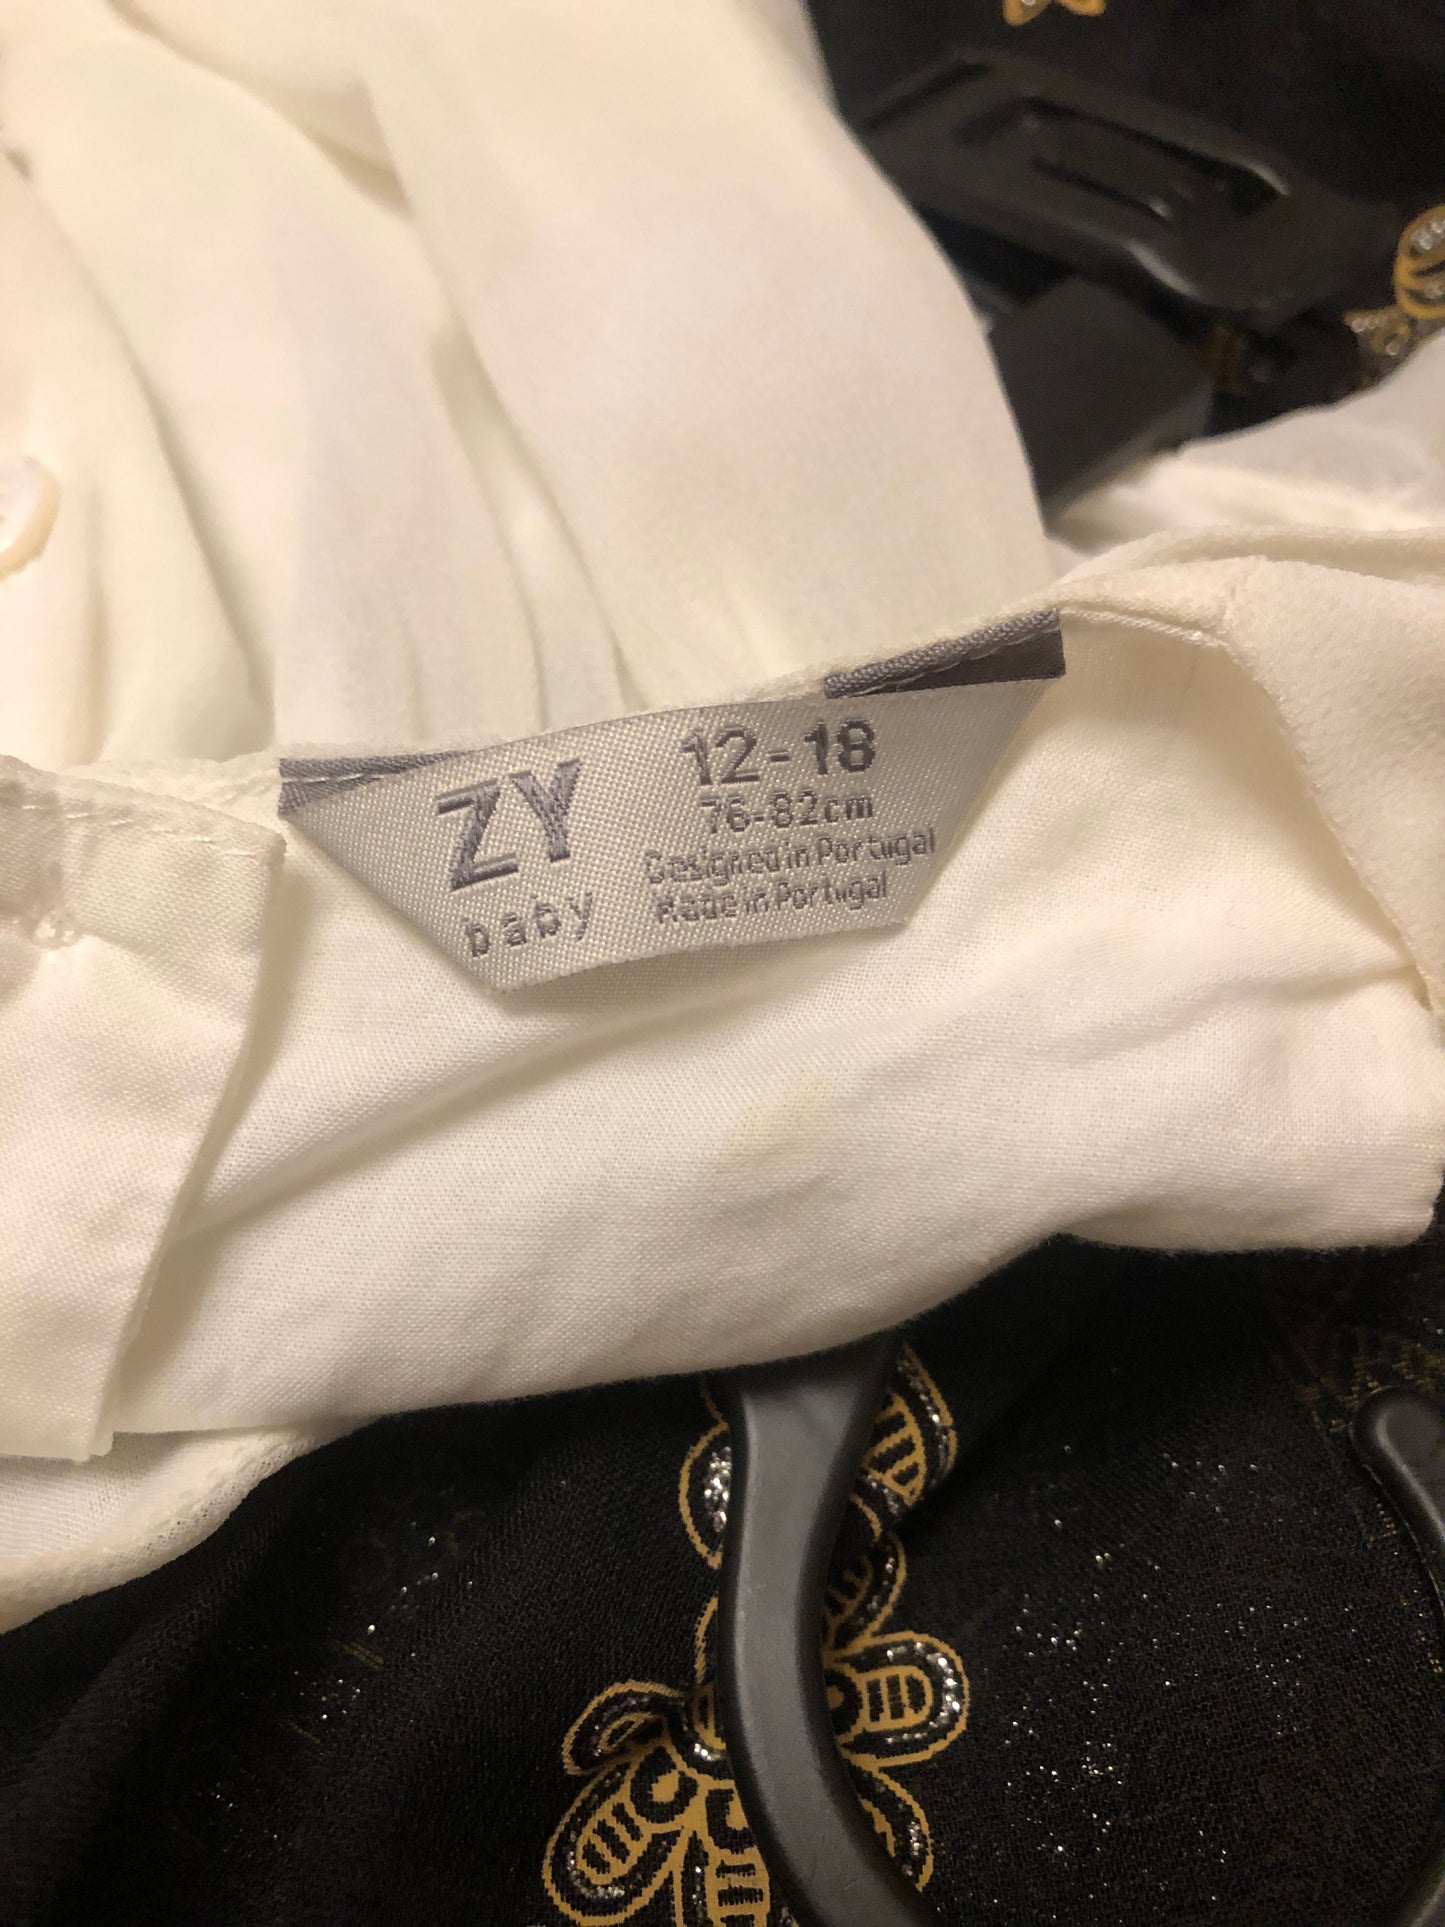 ZY
baby
12-18
76-82cm
Designed in Portugal
Made in Portugal